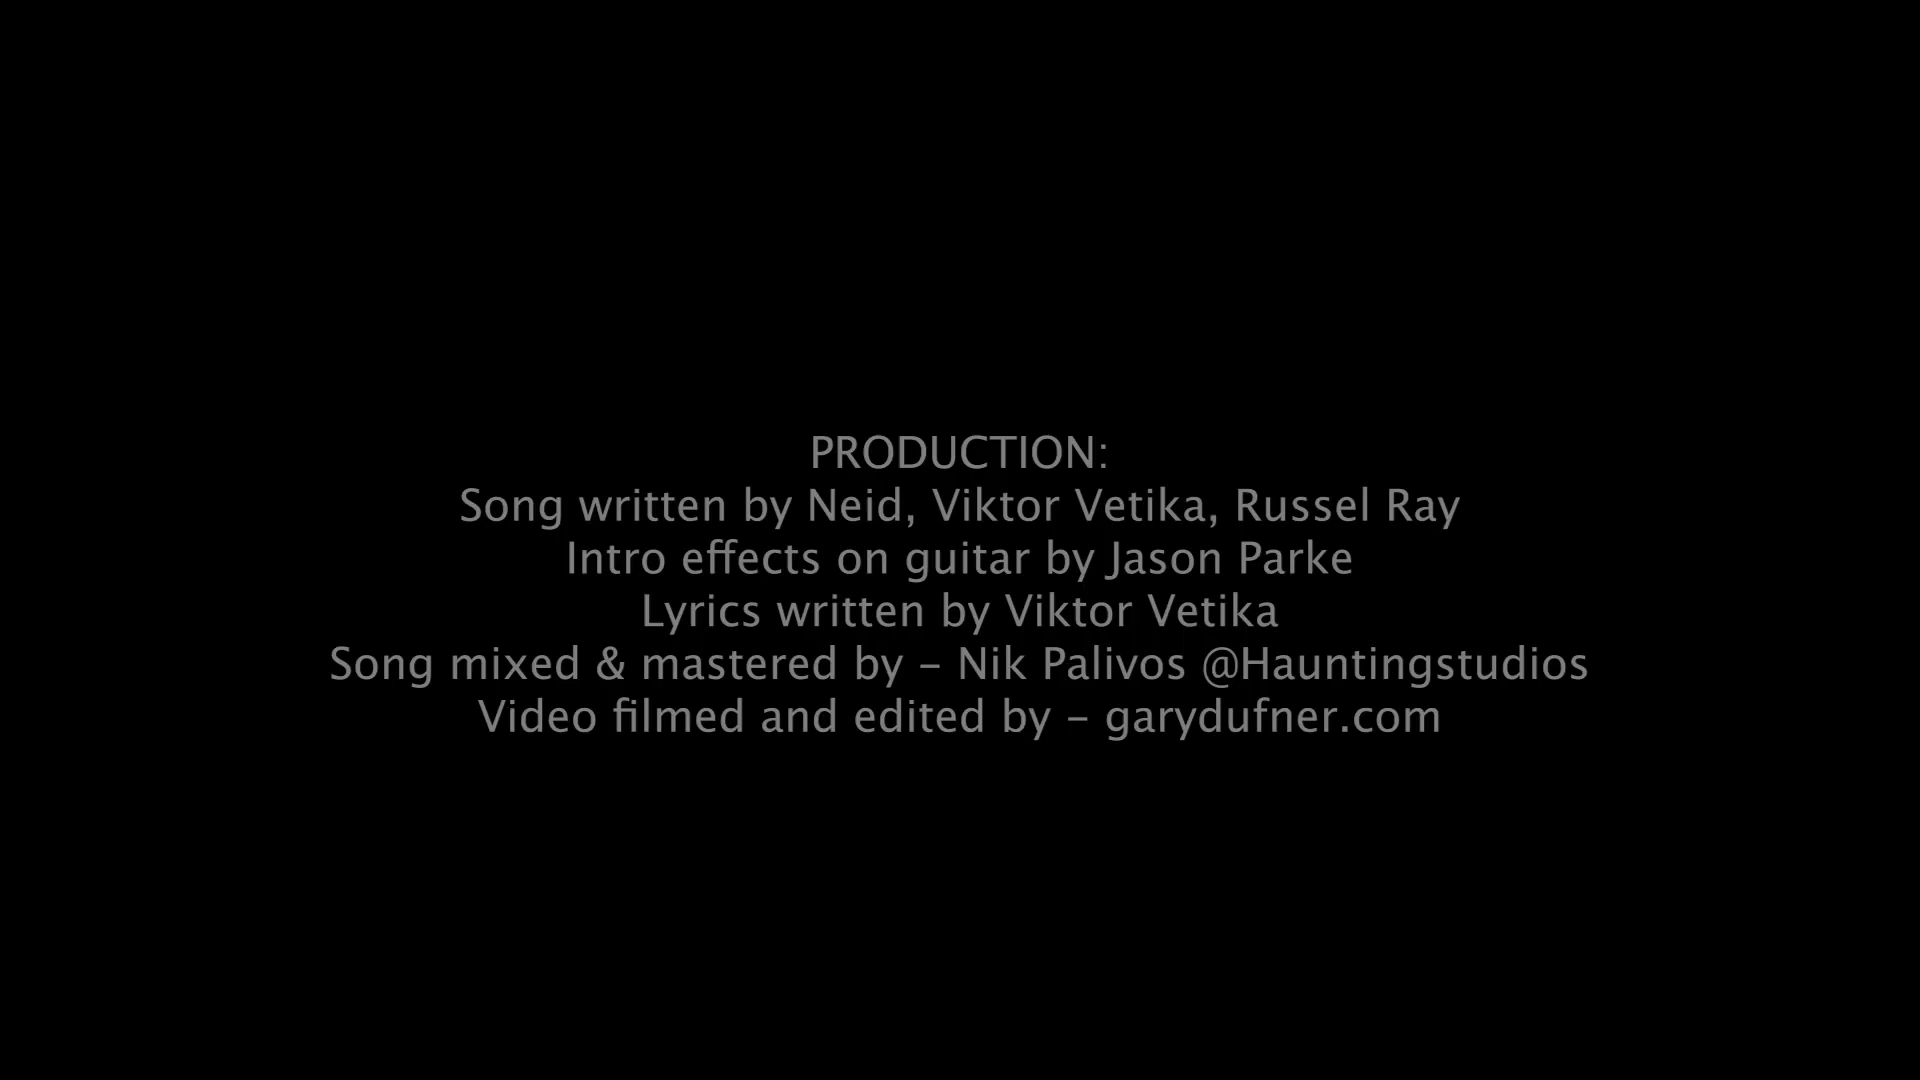 PRODUCTION:
Song written by Neid, Viktor Vetika, Russel Ray
Intro effects on guitar by Jason Parke
Lyrics written by Viktor Vetika
Song mixed & mastered by – Nik Palivos @Hauntingstudios
Video filmed and edited by – garydufner.com